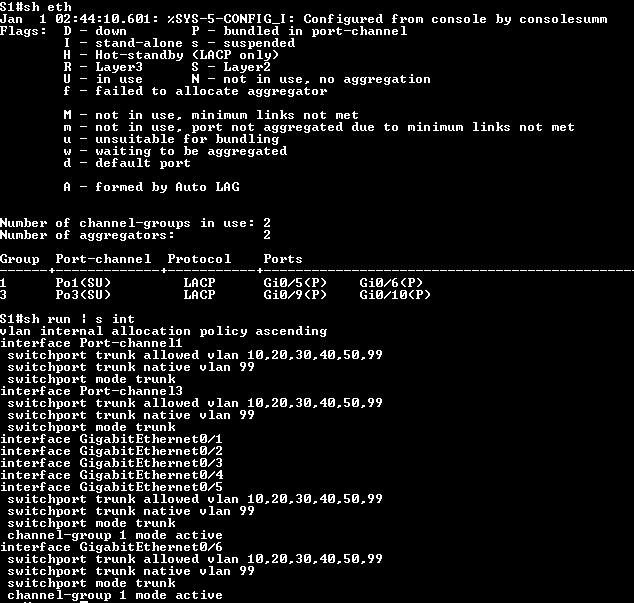 S1#sh eth
Jan  1 02:44:10.601: %SYS-5-CONFIG_I: Configured from console by consolesumm
Flags:  D - down        P - bundled in port-channel
        I - stand-alone s - suspended
        H - Hot-standby (LACP only)
        R - Layer3      S - Layer2
        U - in use      N - not in use, no aggregation
        f - failed to allocate aggregator
        M - not in use, minimum links not met
        m - not in use, port not aggregated due to minimum links not met
        u - unsuitable for bundling
        w - waiting to be aggregated
        d - default port
        A - formed by Auto LAG
Number of channel-groups in use: 2
Number of aggregators:           2
Group  Port-channel  Protocol    Ports
------+-------------+-----------+-----------------------------------------------
1      Po1(SU)         LACP      Gi0/5(P)    Gi0/6(P)
3      Po3(SU)         LACP      Gi0/9(P)    Gi0/10(P)
S1#sh run | s int
vlan internal allocation policy ascending
interface Port-channel1
 switchport trunk allowed vlan 10,20,30,40,50,99
 switchport trunk native vlan 99
 switchport mode trunk
interface Port-channel3
 switchport trunk allowed vlan 10,20,30,40,50,99
 switchport trunk native vlan 99
 switchport mode trunk
interface GigabitEthernet0/1
interface GigabitEthernet0/2
interface GigabitEthernet0/3
interface GigabitEthernet0/4
interface GigabitEthernet0/5
 switchport trunk allowed vlan 10,20,30,40,50,99
 switchport trunk native vlan 99
 switchport mode trunk
 channel-group 1 mode active
interface GigabitEthernet0/6
 switchport trunk allowed vlan 10,20,30,40,50,99
 switchport trunk native vlan 99
 switchport mode trunk
 channel-group 1 mode active